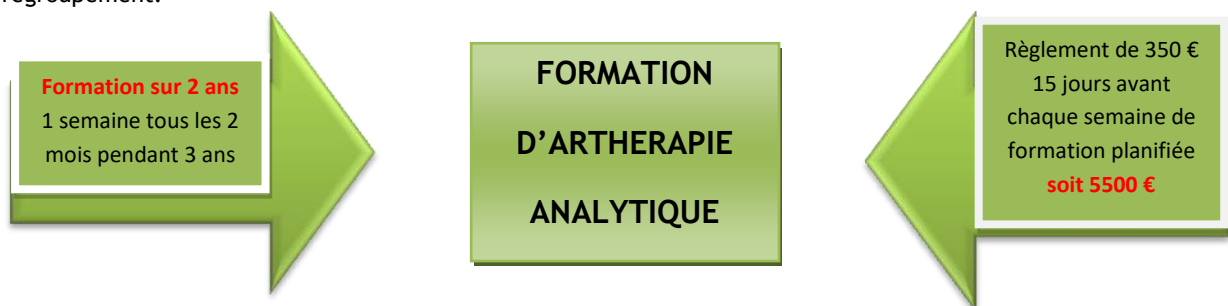 regroupement.
Formation sur 2 ans
1 semaine tous les 2
mois pendant 3 ans
FORMATION
D’ARTHERAPIE
ANALYTIQUE
Règlement de 350 €
15 jours avant
chaque semaine de
formation planifiée
soit 5500 €